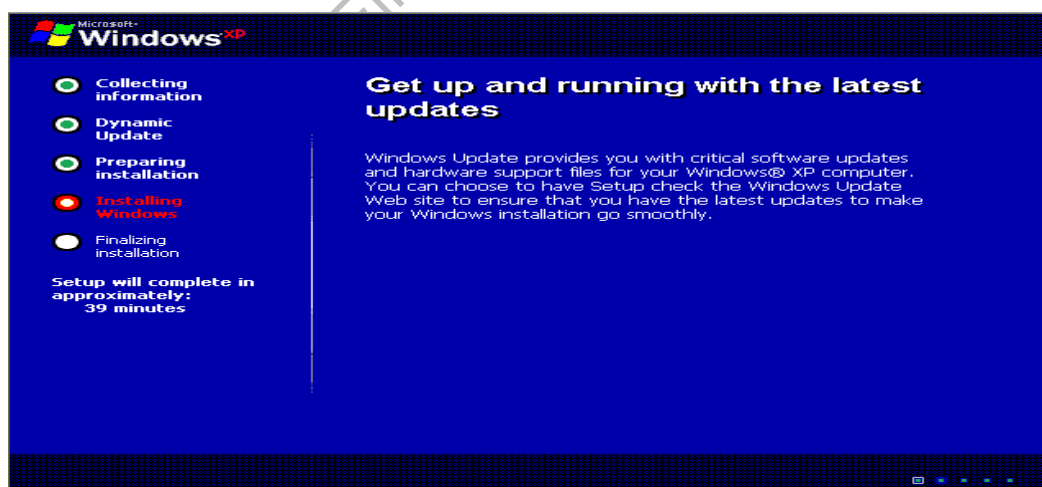 Microsoft
Windows XP
Collecting
information
Dynamic
Update
Preparing
installation
Installing
Windows
Finalizing
installation
Setup will complete in
approximately:
39 minutes
Get up and running with the latest
updates
Windows Update provides you with critical software updates
and hardware support files for your Windows® XP computer.
You can choose to have Setup check the Windows Update
Web site to ensure that you have the latest updates to make
your Windows installation go smoothly.